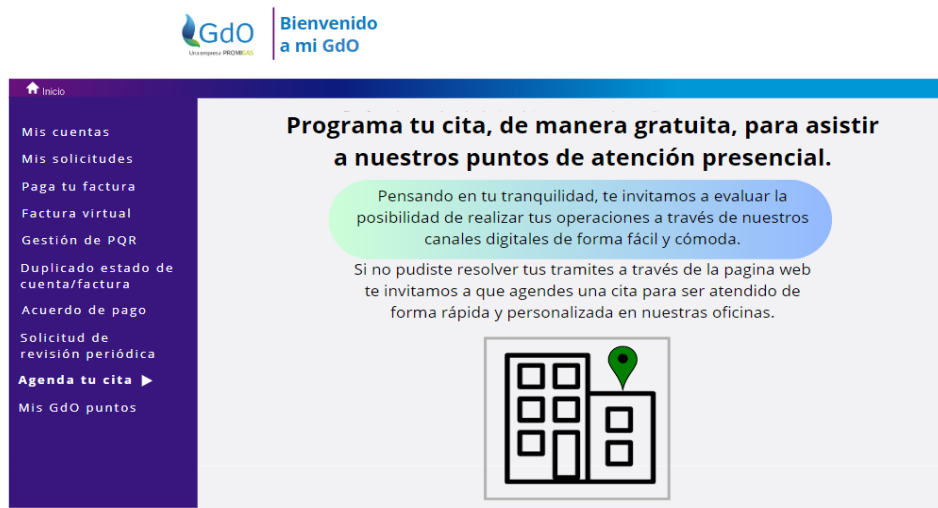 GdO
Una empresa PROMIGAS
Bienvenido
a mi GdO
Inicio
Mis cuentas
Mis solicitudes
Paga tu factura
Factura virtual
Gestión de PQR
Duplicado estado de
cuenta/factura
Acuerdo de pago
Solicitud de
revisión periódica
Agenda tu cita
Mis GdO puntos
Programa tu cita, de manera gratuita, para asistir
a nuestros puntos de atención presencial.
Pensando en tu tranquilidad, te invitamos a evaluar la
posibilidad de realizar tus operaciones a través de nuestros
canales digitales de forma fácil y cómoda.
Si no pudiste resolver tus tramites a través de la pagina web
te invitamos a que agendes una cita para ser atendido de
forma rápida y personalizada en nuestras oficinas.